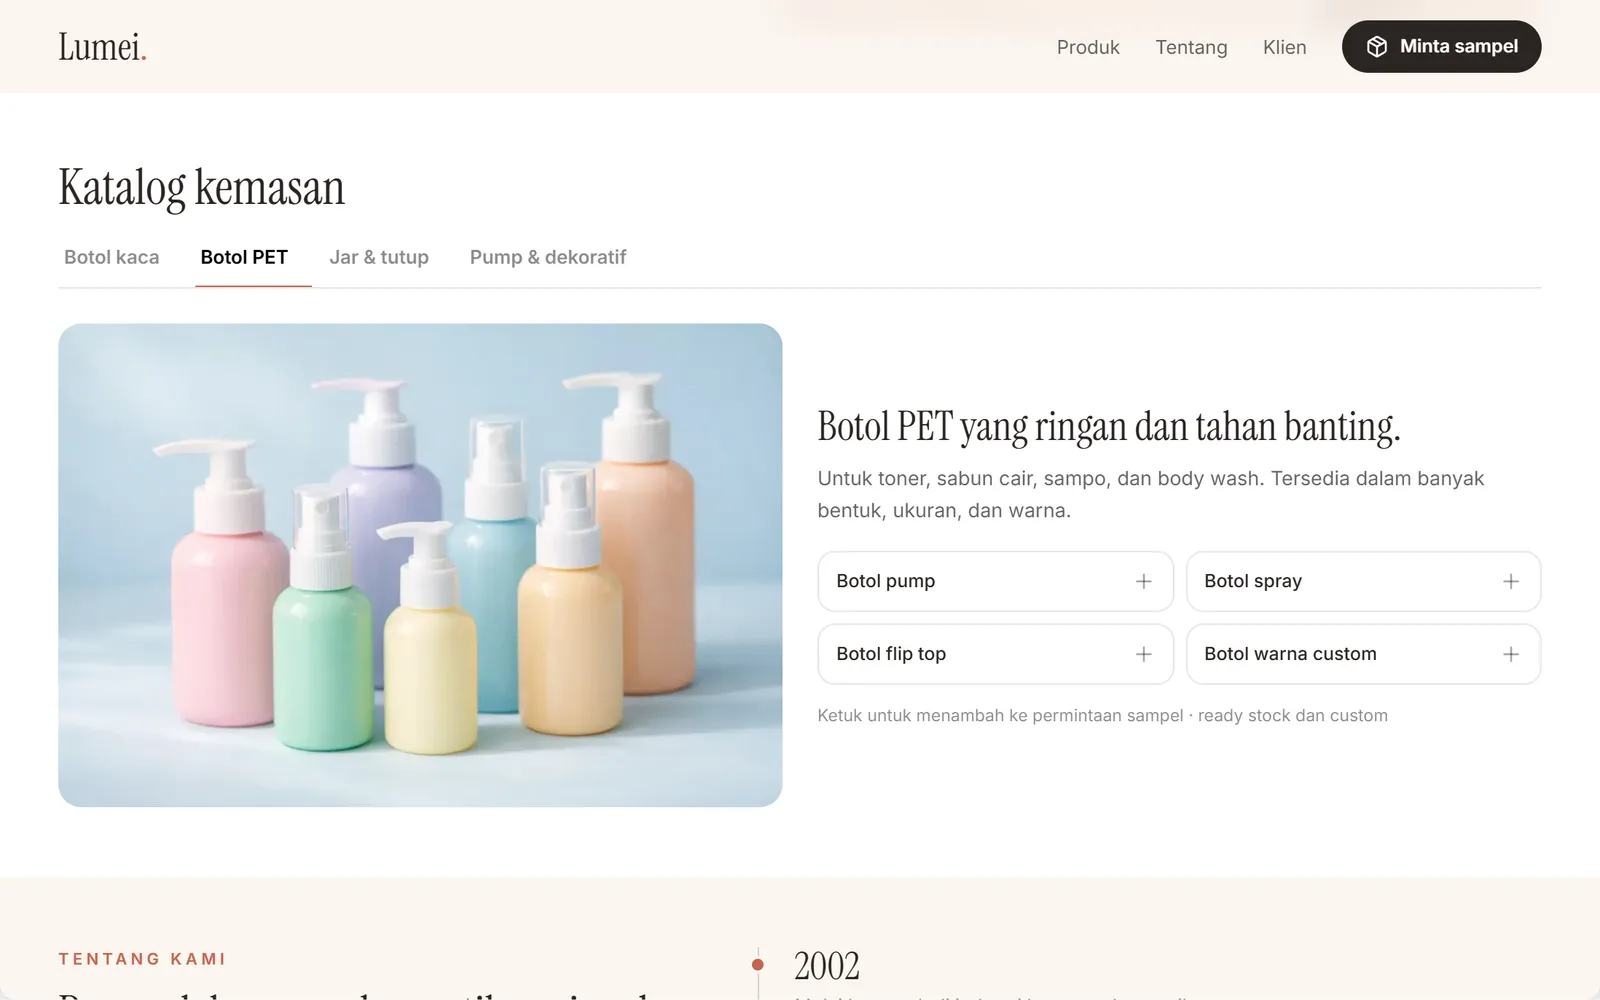 Lumei.
Produk
Tentang
Klien
Minta sampel
Katalog kemasan
Botol kaca
Botol PET
Jar & tutup
Pump & dekoratif
Botol PET yang ringan dan tahan banting.
Untuk toner, sabun cair, sampo, dan body wash. Tersedia dalam banyak
bentuk, ukuran, dan warna.
Botol pump
Botol spray
Botol flip top
Botol warna custom
Ketuk untuk menambah ke permintaan sampel · ready stock dan custom
TENTANG KAMI
2002